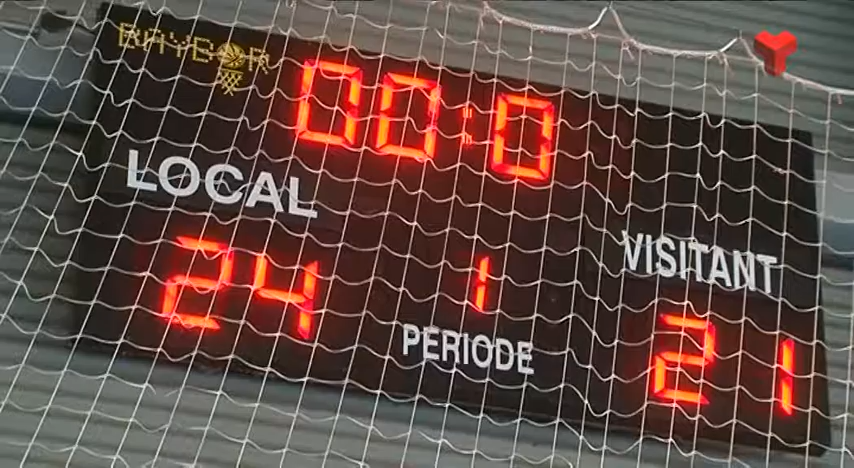 00:0
LOCAL
VISITANT
24
1
21
PERIODE